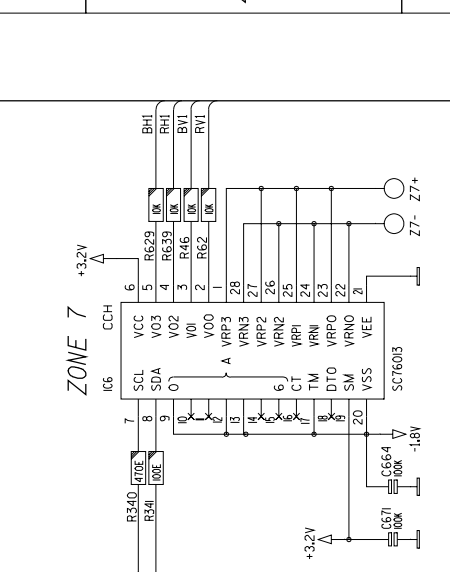 ZONE 7
IC6
CCH
SC76013
BH1
RH1
BV1
RV1
10K
10K
10K
10K
R629
R639
R46
R62
+3.2V
6
5
4
3
2
1
28
27
26
25
24
23
22
21
VCC
VO3
VO2
VO1
VOO
VRP3
VRN3
VRP2
VRN2
VRP1
VRN1
VRPO
VRNO
VEE
SCL
SDA
0
A
6
CT
TM
DTO
SM
VSS
7
8
9
10
12
13
14
15
16
17
18
19
20
Z7+
Z7-
R340
470E
R341
100E
-1.8V
C664
100K
C671
100K
+3.2V